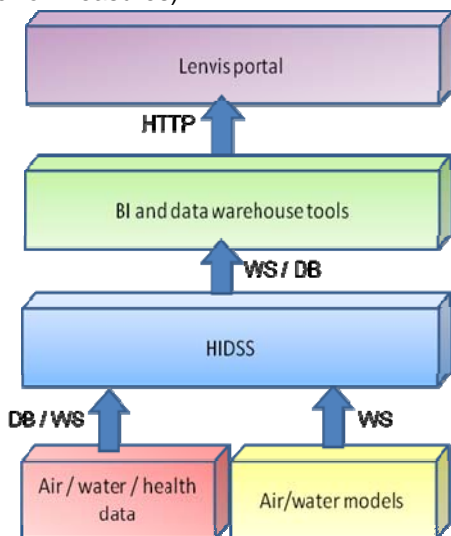 measures)
Lenvis portal
HTTP
BI and data warehouse tools
WS / DB
HIDSS
DB / WS
WS
Air / water / health
data
Air/water models